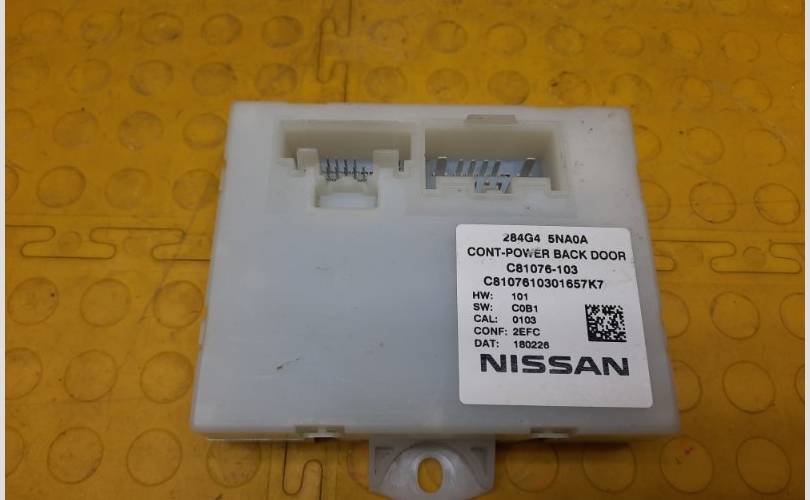 284G4 5NA0A
CONT-POWER BACK DOOR
C81076-103
C8107610301657K7
HW: 101
SW: C0B1
CAL: 0103
CONF: 2EFC
DAT: 180226
NISSAN